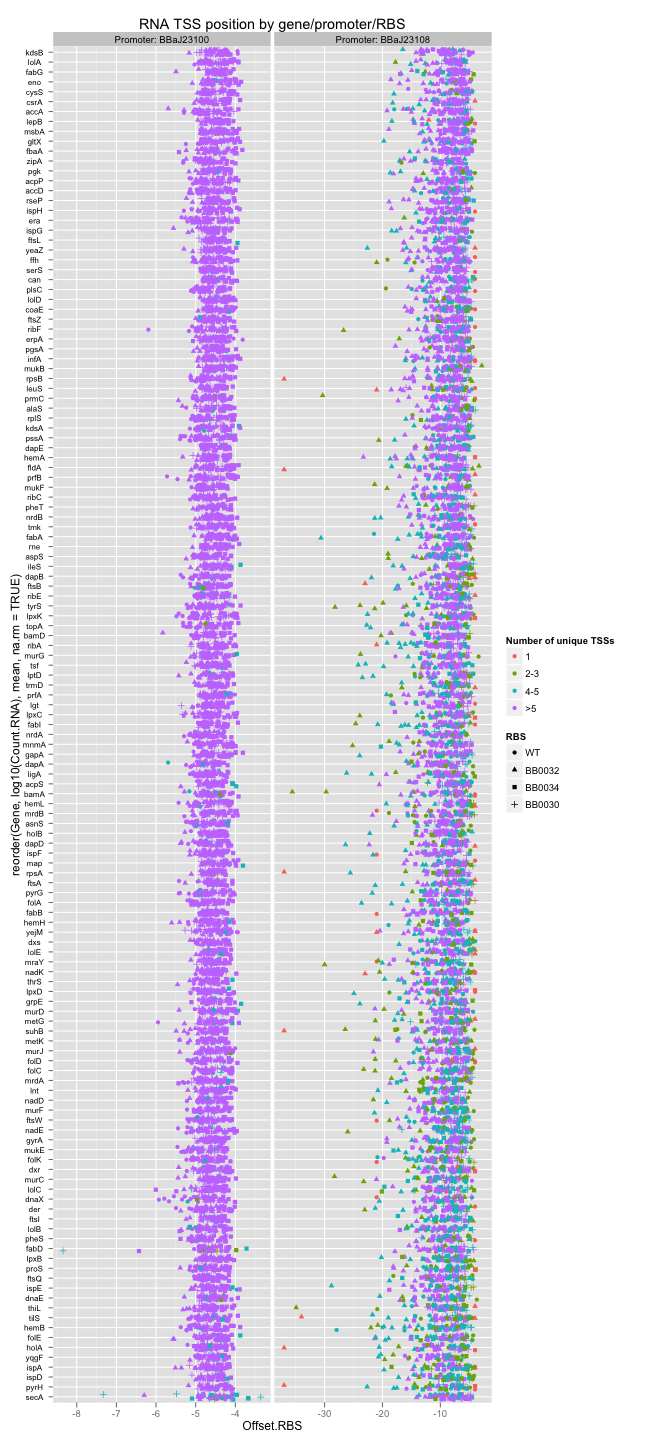 RNA TSS position by gene/promoter/RBS
Promoter: BBaJ23100
Promoter: BBaJ23108
reorder(Gene, log10(Count.RNA), mean, na.rm = TRUE)
kdsB
lolA
fabG
eno
cysS
csrA
accA
lepB
msbA
gltX
fbaA
zipA
pgk
acpP
accD
rseP
ispH
era
ispG
ftsL
yeaZ
ffh
serS
can
plsC
lolD
coaE
ftsZ
ribF
erpA
pgsA
infA
mukB
rpsB
leuS
prmC
alaS
rplS
kdsA
pssA
dapE
hemA
fldA
prfB
mukF
ribC
pheT
nrdB
tmk
fabA
rne
aspS
ileS
dapB
ftsB
ribE
tyrS
lpxK
topA
bamD
ribA
murG
tsf
lptD
trmD
prfA
lgt
lpxC
fabI
nrdA
mnmA
gapA
dapA
ligA
acpS
bamA
hemL
mrdB
asnS
holB
dapD
ispF
map
rpsA
ftsA
pyrG
folA
fabB
hemH
yejM
dxs
lolE
mraY
nadK
thrS
lpxD
grpE
murD
metG
suhB
metK
murJ
folD
folC
mrdA
lnt
nadD
murF
ftsW
nadE
gyrA
mukE
folK
dxr
murC
lolC
dnaX
der
ftsI
lolB
pheS
fabD
lpxB
proS
ftsQ
ispE
dnaE
thiL
tilS
hemB
folE
holA
yqgF
ispA
ispD
pyrH
secA
-8 -7 -6 -5 -4
-30 -20 -10
Offset.RBS
Number of unique TSSs
1
2-3
4-5
>5
RBS
WT
BB0032
BB0034
BB0030